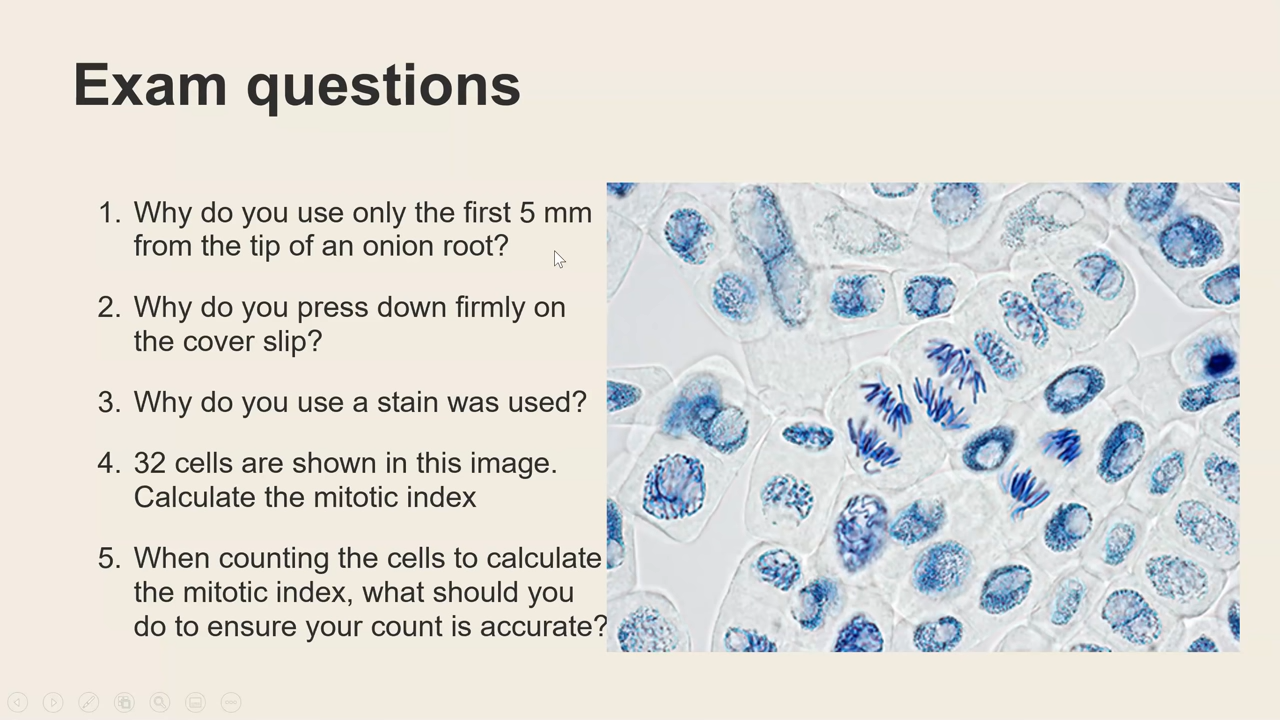 Exam questions
1. Why do you use only the first 5 mm
from the tip of an onion root?
2. Why do you press down firmly on
the cover slip?
3. Why do you use a stain was used?
4. 32 cells are shown in this image.
Calculate the mitotic index
5. When counting the cells to calculate
the mitotic index, what should you
do to ensure your count is accurate?